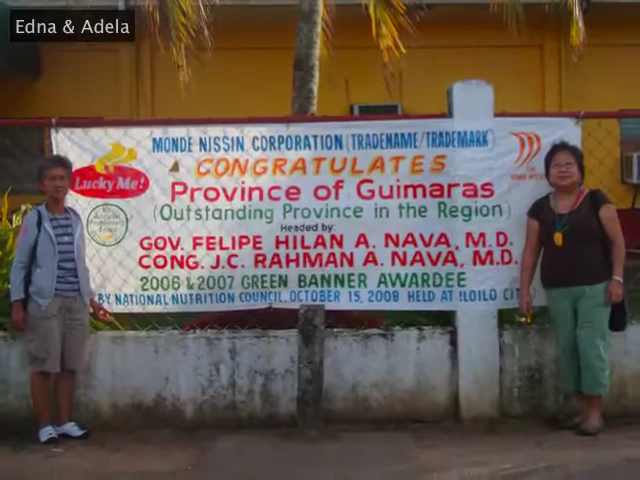 Edna & Adela
MONDE NISSIN CORPORATION (TRADENAME/TRADEMARK)
Lucky Me!
CONGRATULATES
Province of Guimaras
(Outstanding Province in the Region)
Headed by:
GOV. FELIPE HILAN A. NAVA, M.D.
CONG. J.C. RAHMAN A. NAVA, M.D.
2006 & 2007 GREEN BANNER AWARDEE
BY NATIONAL NUTRITION COUNCIL, OCTOBER 15, 2008 HELD AT ILOILO CITY